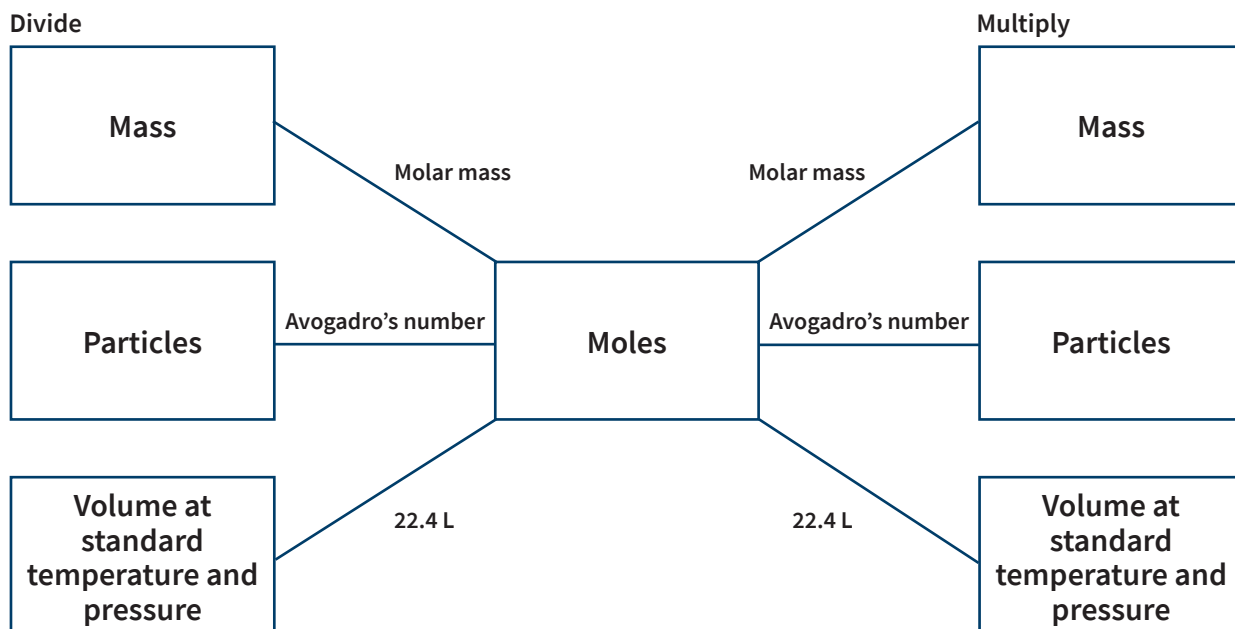 Divide
Multiply
Mass
Mass
Molar mass
Molar mass
Particles
Avogadro’s number
Moles
Avogadro’s number
Particles
22.4 L
22.4 L
Volume at
standard
temperature and
pressure
Volume at
standard
temperature and
pressure